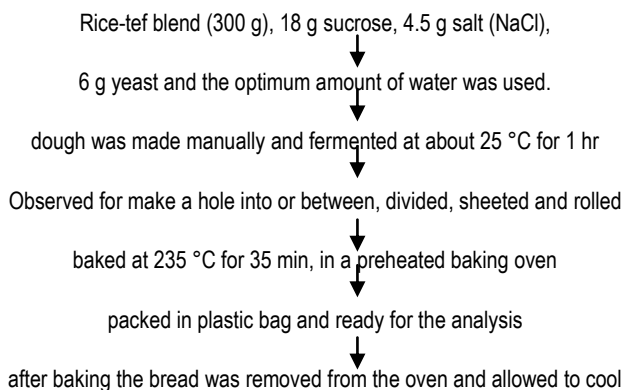 Rice-tef blend (300 g), 18 g sucrose, 4.5 g salt (NaCl),
6 g yeast and the optimum amount of water was used.
dough was made manually and fermented at about 25 °C for 1 hr
Observed for make a hole into or between, divided, sheeted and rolled
baked at 235 °C for 35 min, in a preheated baking oven
packed in plastic bag and ready for the analysis
after baking the bread was removed from the oven and allowed to cool